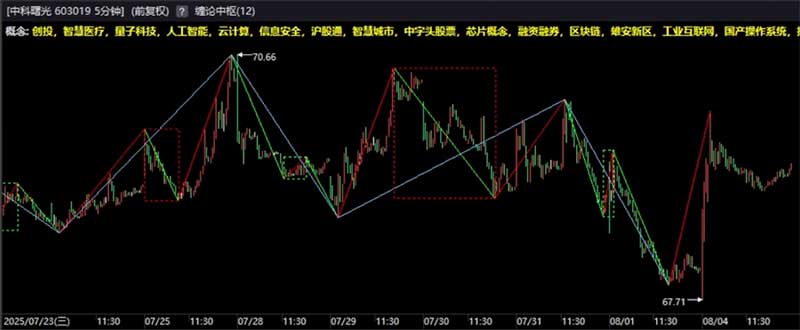 [中科曙光 603019 5分钟] (前复权) ? 缠论中枢(12)
概念: 创投, 智慧医疗, 量子科技, 人工智能, 云计算, 信息安全, 沪股通, 智慧城市, 中字头股票, 芯片概念, 融资融券, 区块链, 雄安新区, 工业互联网, 国产操作系统,
70.66
67.71
2025/07/23(三) 11:30 07/25 11:30 07/28 11:30 07/29 11:30 07/30 11:30 07/31 11:30 08/01 11:30 08/04 11:30